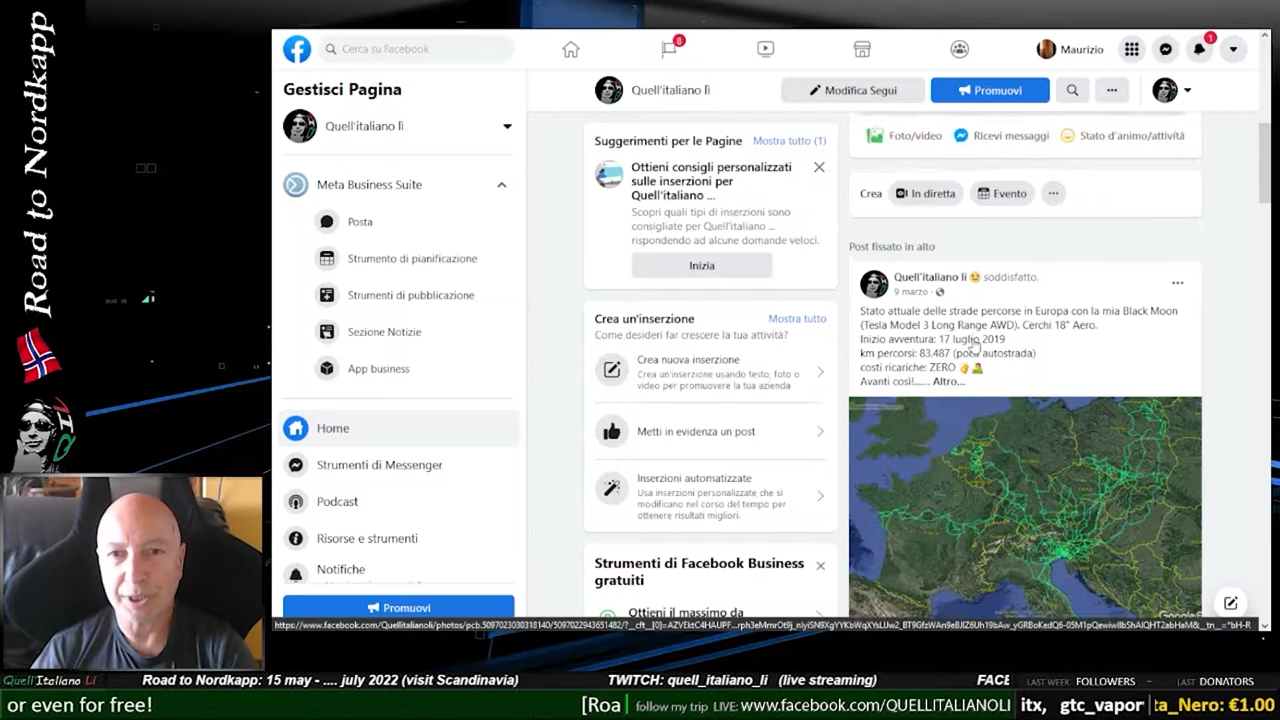 Road to Nordkapp
Cerca su Facebook
8
Maurizio
1
Gestisci Pagina
Quell'italiano lì
Modifica Segui
Promuovi
Quell'italiano lì
Meta Business Suite
Posta
Strumento di pianificazione
Strumenti di pubblicazione
Sezione Notizie
App business
Home
Strumenti di Messenger
Podcast
Risorse e strumenti
Notifiche
Promuovi
Suggerimenti per le Pagine
Mostra tutto (1)
Ottieni consigli personalizzati
sulle inserzioni per
Quell'italiano ...
Scopri quali tipi di inserzioni sono
consigliate per Quell'italiano ...
rispondendo ad alcune domande veloci.
Inizia
Crea un'inserzione
Mostra tutto
Come desideri far crescere la tua attività?
Crea nuova inserzione
Crea un'inserzione usando testo, foto o
video per promuovere la tua azienda
Metti in evidenza un post
Inserzioni automatizzate
Usa inserzioni personalizzate che si
modificano nel corso del tempo per
ottenere risultati migliori.
Strumenti di Facebook Business
gratuiti
Ottieni il massimo da
Foto/video
Ricevi messaggi
Stato d'animo/attività
Crea
In diretta
Evento
Post fissato in alto
Quell'italiano lì 😊 soddisfatto.
9 marzo
Stato attuale delle strade percorse in Europa con la mia Black Moon
(Tesla Model 3 Long Range AWD). Cerchi 18" Aero.
Inizio avventura: 17 luglio 2019
km percorsi: 83.487 (poca autostrada)
costi ricariche: ZERO
Avanti così!...... Altro...
Google
QIL
Quell'Italiano Lì
Road to Nordkapp: 15 may - .... july 2022 (visit Scandinavia)
TWITCH: quell_italiano_li (live streaming)
FACE
LAST WEEK FOLLOWERS
LAST DONATORS
or even for free!
[Roa
follow my trip LIVE: www.facebook.com/QUELLITALIANOLI
itx, gtc_vapor
ta_Nero: €1.00